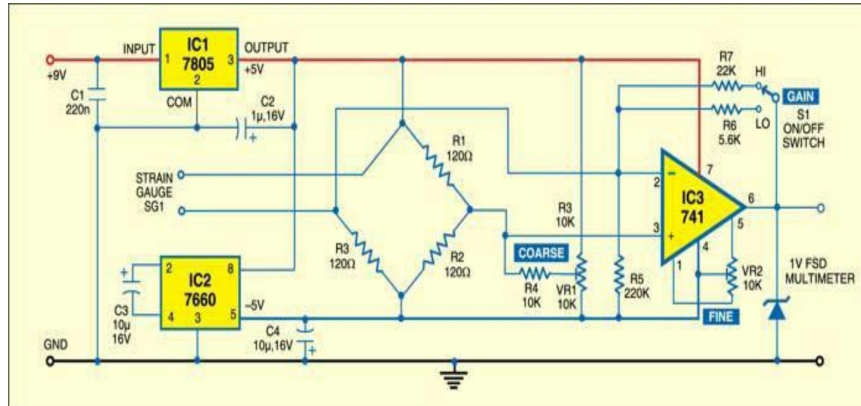 INPUT
IC1
7805
OUTPUT
1
3
2
+5V
+9V
COM
C1
220n
C2
1µ,16V
+
STRAIN
GAUGE
SG1
R1
120Ω
R3
120Ω
R2
120Ω
R3
10K
COARSE
R4
10K
VR1
10K
R5
220K
R7
22K
HI
GAIN
LO
R6
5.6K
S1
ON/OFF
SWITCH
7
2
−
IC3
741
6
3
+
5
4
1
VR2
10K
FINE
1V FSD
MULTIMETER
+
2
8
IC2
7660
4
3
5
−5V
C3
10µ
16V
C4
10µ,16V
+
GND